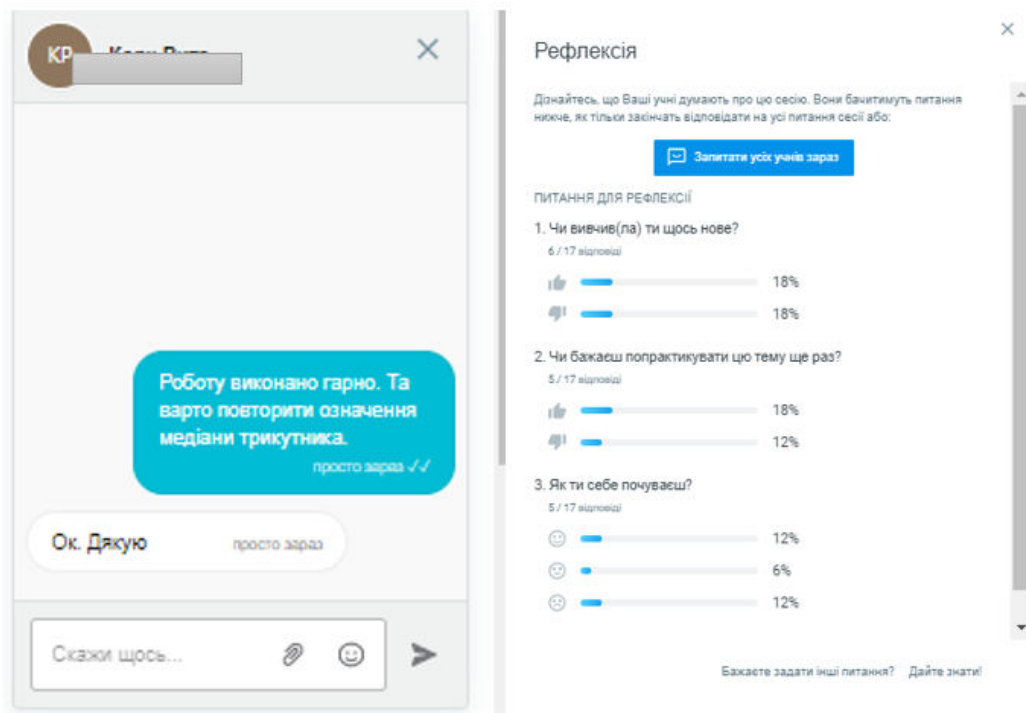 КР
Роботу виконано гарно. Та
варто повторити означення
медіани трикутника.
просто зараз
Ок. Дякую
просто зараз
Скажи щось...
Рефлексія
Дізнайтесь, що Ваші учні думають про цю сесію. Вони бачитимуть питання
нижче, як тільки закінчать відповідати на усі питання сесії або:
Запитати усіх учнів зараз
ПИТАННЯ ДЛЯ РЕФЛЕКСІЇ
1. Чи вивчив(ла) ти щось нове?
6 / 17 відповіді
18%
18%
2. Чи бажаєш попрактикувати цю тему ще раз?
5 / 17 відповіді
18%
12%
3. Як ти себе почуваєш?
5 / 17 відповіді
12%
6%
12%
Бажаєте задати інші питання? Дайте знати!